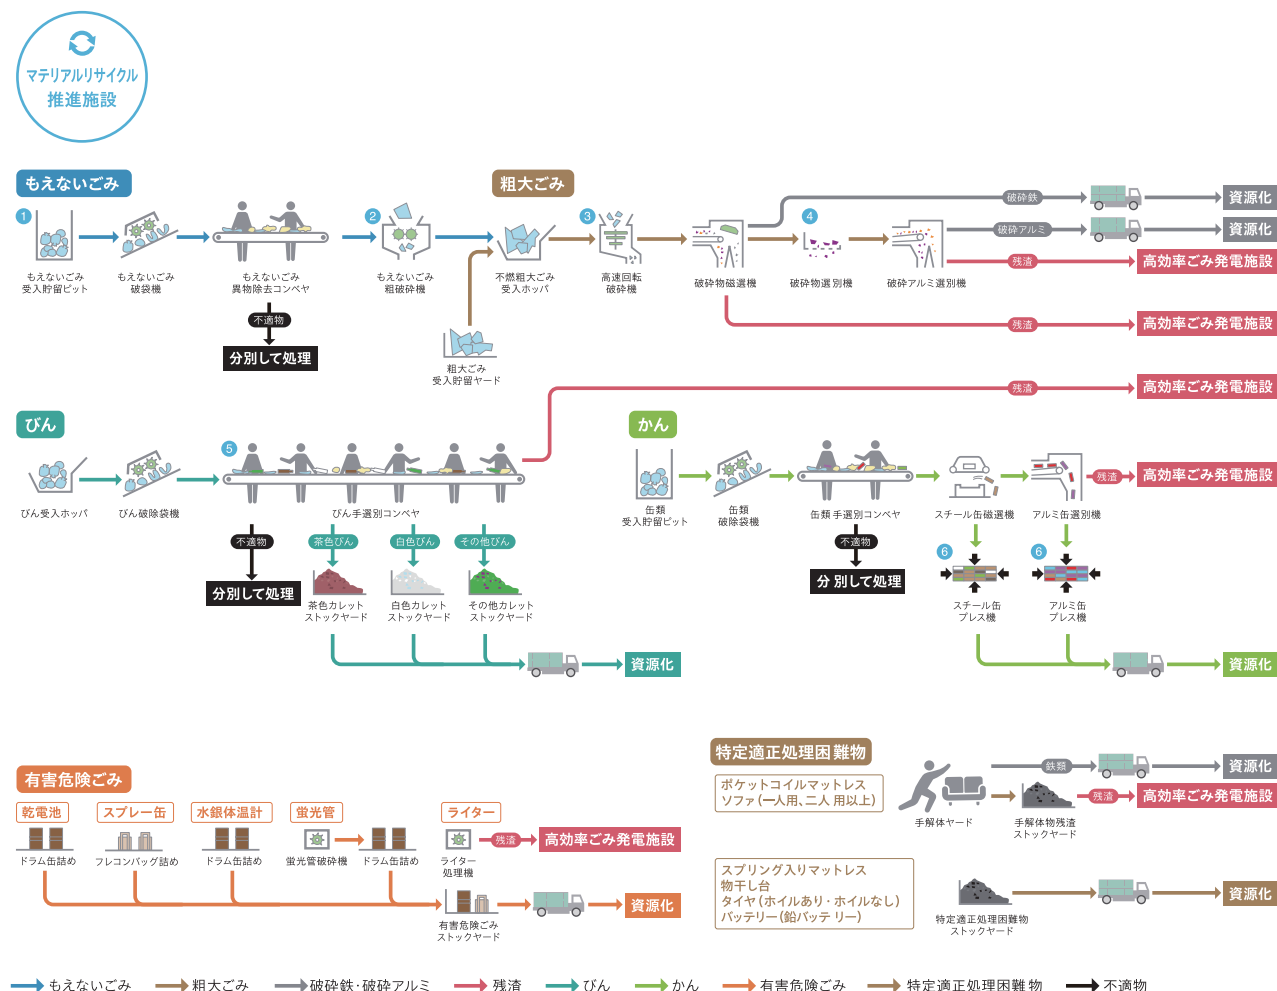 マテリアルリサイクル
推進施設
もえないごみ
粗大ごみ
1
もえないごみ
受入貯留ピット
もえないごみ
破袋機
もえないごみ
異物除去コンベヤ
不適物
分別して処理
2
もえないごみ
粗破砕機
不燃粗大ごみ
受入ホッパ
粗大ごみ
受入貯留ヤード
3
高速回転
破砕機
破砕物磁選機
4
破砕物選別機
破砕アルミ選別機
破砕鉄
資源化
破砕アルミ
資源化
残渣
高効率ごみ発電施設
残渣
高効率ごみ発電施設
残渣
高効率ごみ発電施設
びん
びん受入ホッパ
びん破除袋機
5
びん手選別コンベヤ
不適物
分別して処理
茶色びん
白色びん
その他びん
茶色カレット
ストックヤード
白色カレット
ストックヤード
その他カレット
ストックヤード
資源化
かん
缶類
受入貯留ピット
缶類
破除袋機
缶類手選別コンベヤ
不適物
分別して処理
スチール缶磁選機
アルミ缶選別機
残渣
高効率ごみ発電施設
6
スチール缶
プレス機
6
アルミ缶
プレス機
資源化
有害危険ごみ
乾電池
スプレー缶
水銀体温計
蛍光管
ライター
ドラム缶詰め
フレコンバッグ詰め
ドラム缶詰め
蛍光管破砕機
ドラム缶詰め
ライター
処理機
残渣
高効率ごみ発電施設
有害危険ごみ
ストックヤード
資源化
特定適正処理困難物
ポケットコイルマットレス
ソファ(一人用、二人用以上)
手解体ヤード
鉄類
資源化
手解体物残渣
ストックヤード
残渣
高効率ごみ発電施設
スプリング入りマットレス
物干し台
タイヤ(ホイルあり・ホイルなし)
バッテリー(鉛バッテリー)
特定適正処理困難物
ストックヤード
資源化
もえないごみ
粗大ごみ
破砕鉄・破砕アルミ
残渣
びん
かん
有害危険ごみ
特定適正処理困難物
不適物